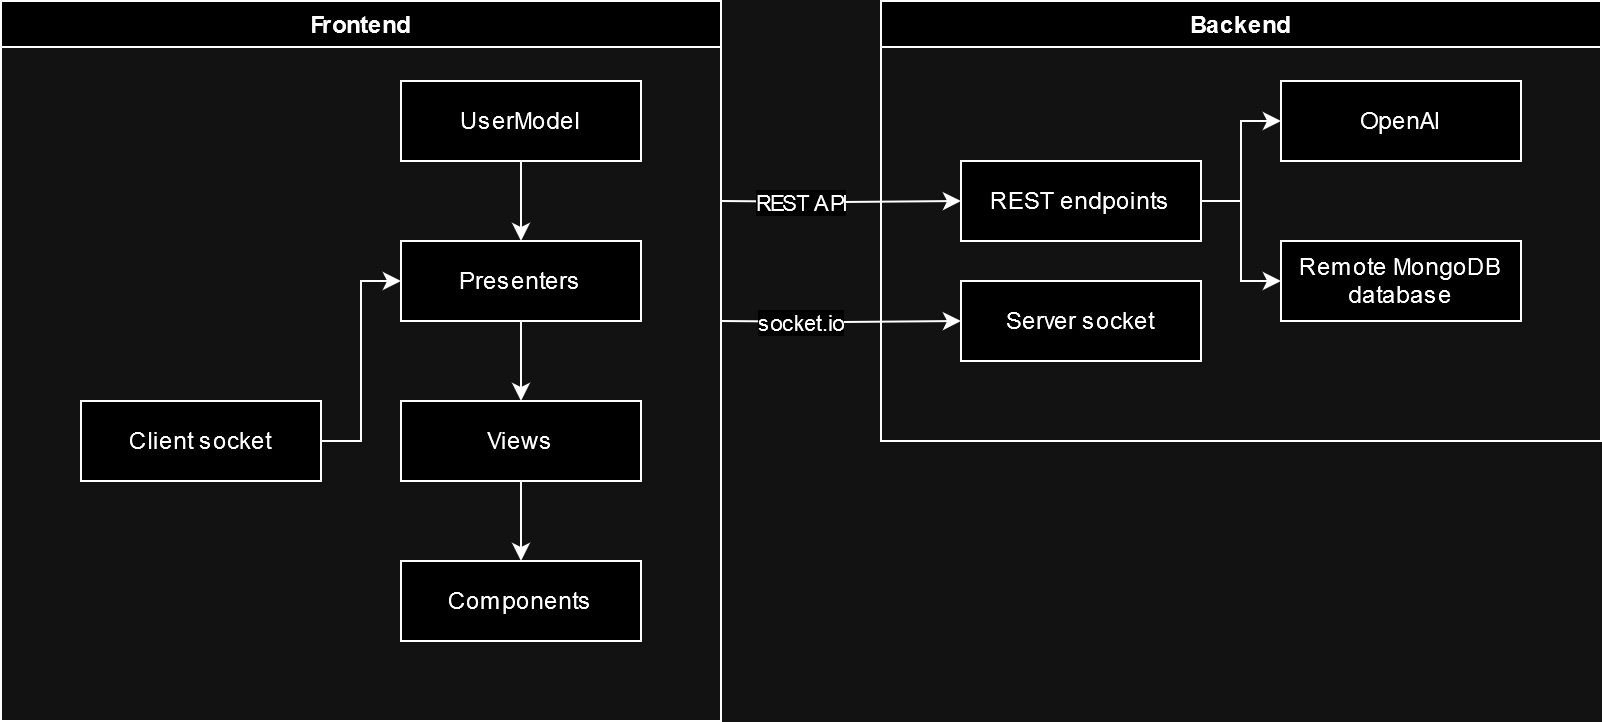 Frontend
UserModel
Presenters
Client socket
Views
Components
REST API
socket.io
Backend
OpenAI
REST endpoints
Remote MongoDB
database
Server socket